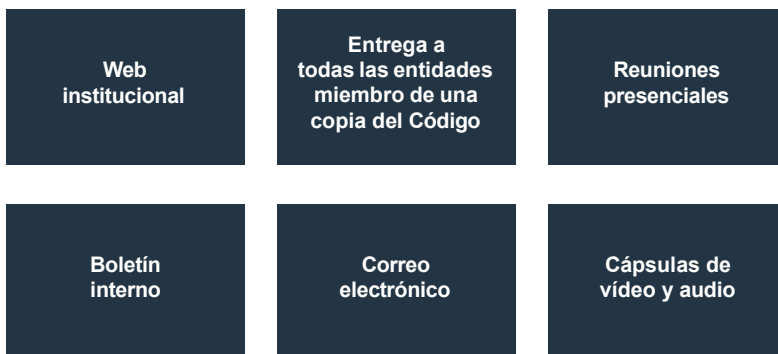 Web
institucional
Entrega a
todas las entidades
miembro de una
copia del Código
Reuniones
presenciales
Boletín
interno
Correo
electrónico
Cápsulas de
vídeo y audio